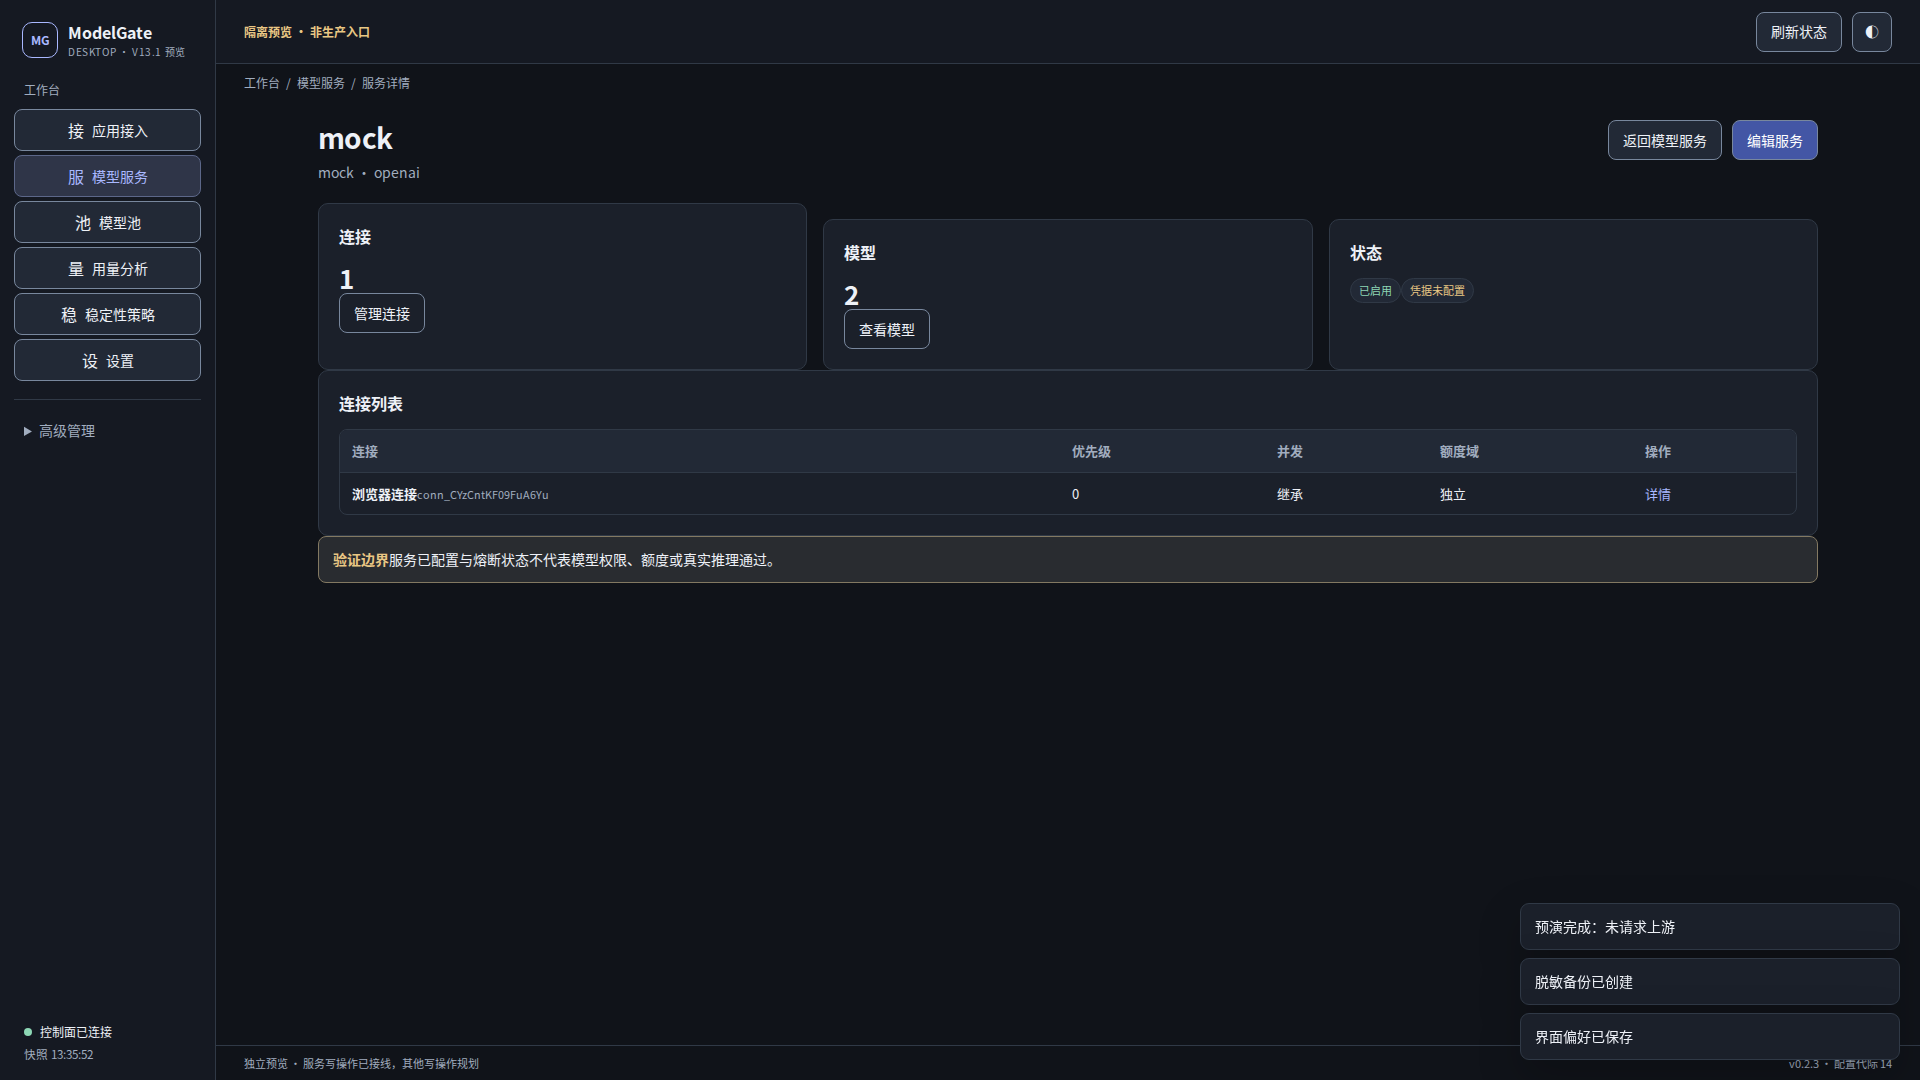 MG
ModelGate
DESKTOP · V13.1 预览
工作台
接 应用接入
服 模型服务
池 模型池
量 用量分析
稳 稳定性策略
设 设置
▶ 高级管理
控制面已连接
快照 13:35:52
隔离预览 · 非生产入口
刷新状态
工作台 / 模型服务 / 服务详情
mock
mock · openai
返回模型服务
编辑服务
连接
1
管理连接
模型
2
查看模型
状态
已启用 凭据未配置
连接列表
连接 优先级 并发 额度域 操作
浏览器连接conn_CYzCntKF09FuA6Yu 0 继承 独立 详情
验证边界服务已配置与熔断状态不代表模型权限、额度或真实推理通过。
预演完成：未请求上游
脱敏备份已创建
界面偏好已保存
独立预览 · 服务写操作已接线，其他写操作规划
v0.2.3 · 配置代际 14